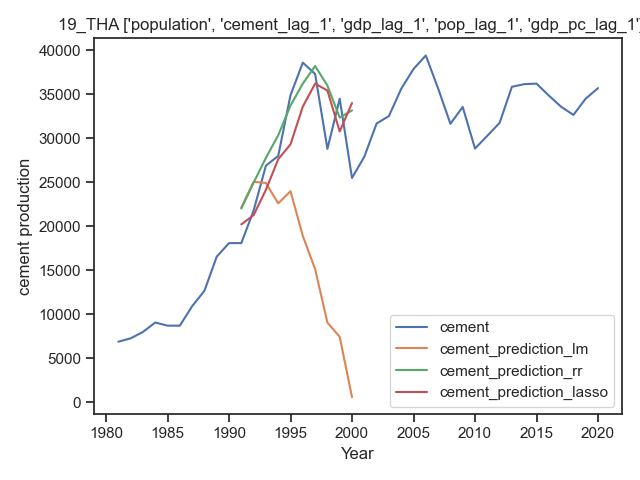 19_THA ['population', 'cement_lag_1', 'gdp_lag_1', 'pop_lag_1', 'gdp_pc_lag_1']
40000
35000
30000
25000
20000
15000
10000
5000
0
cement production
cement
cement_prediction_lm
cement_prediction_rr
cement_prediction_lasso
1980 1985 1990 1995 2000 2005 2010 2015 2020
Year